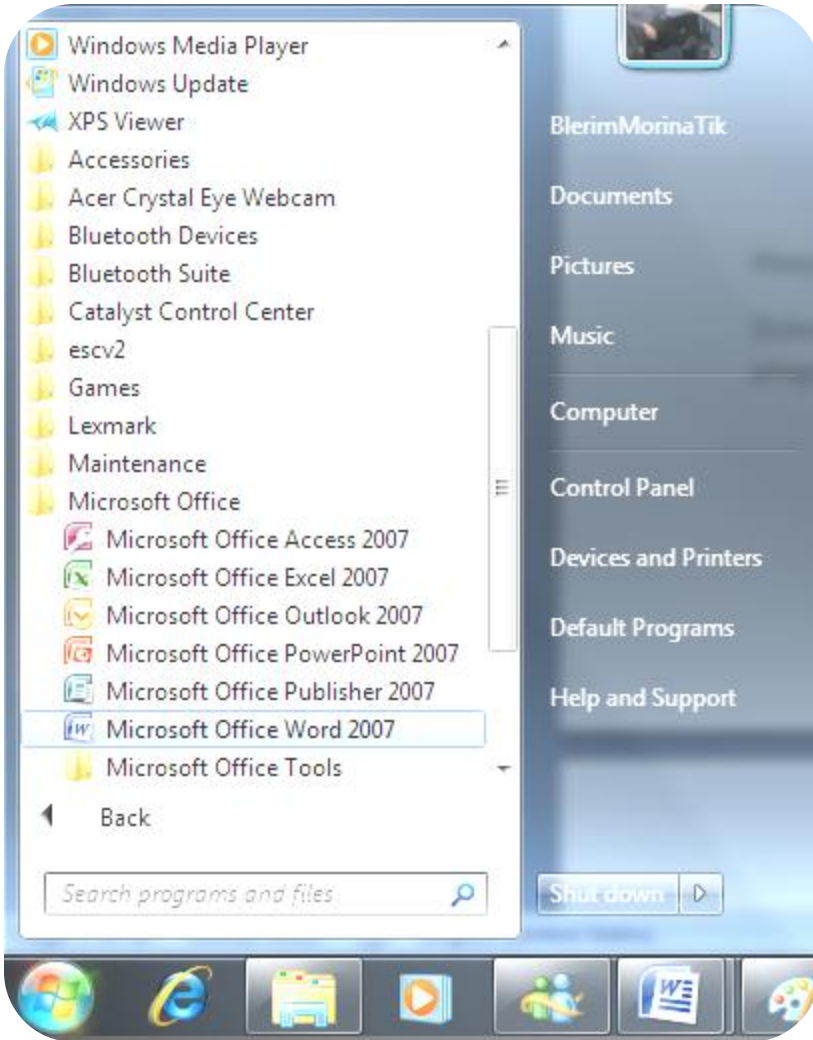 Windows Media Player
Windows Update
XPS Viewer
Accessories
Acer Crystal Eye Webcam
Bluetooth Devices
Bluetooth Suite
Catalyst Control Center
escv2
Games
Lexmark
Maintenance
Microsoft Office
Microsoft Office Access 2007
Microsoft Office Excel 2007
Microsoft Office Outlook 2007
Microsoft Office PowerPoint 2007
Microsoft Office Publisher 2007
Microsoft Office Word 2007
Microsoft Office Tools
Back
Search programs and files
BlerimMorinaTik
Documents
Pictures
Music
Computer
Control Panel
Devices and Printers
Default Programs
Help and Support
Shut down